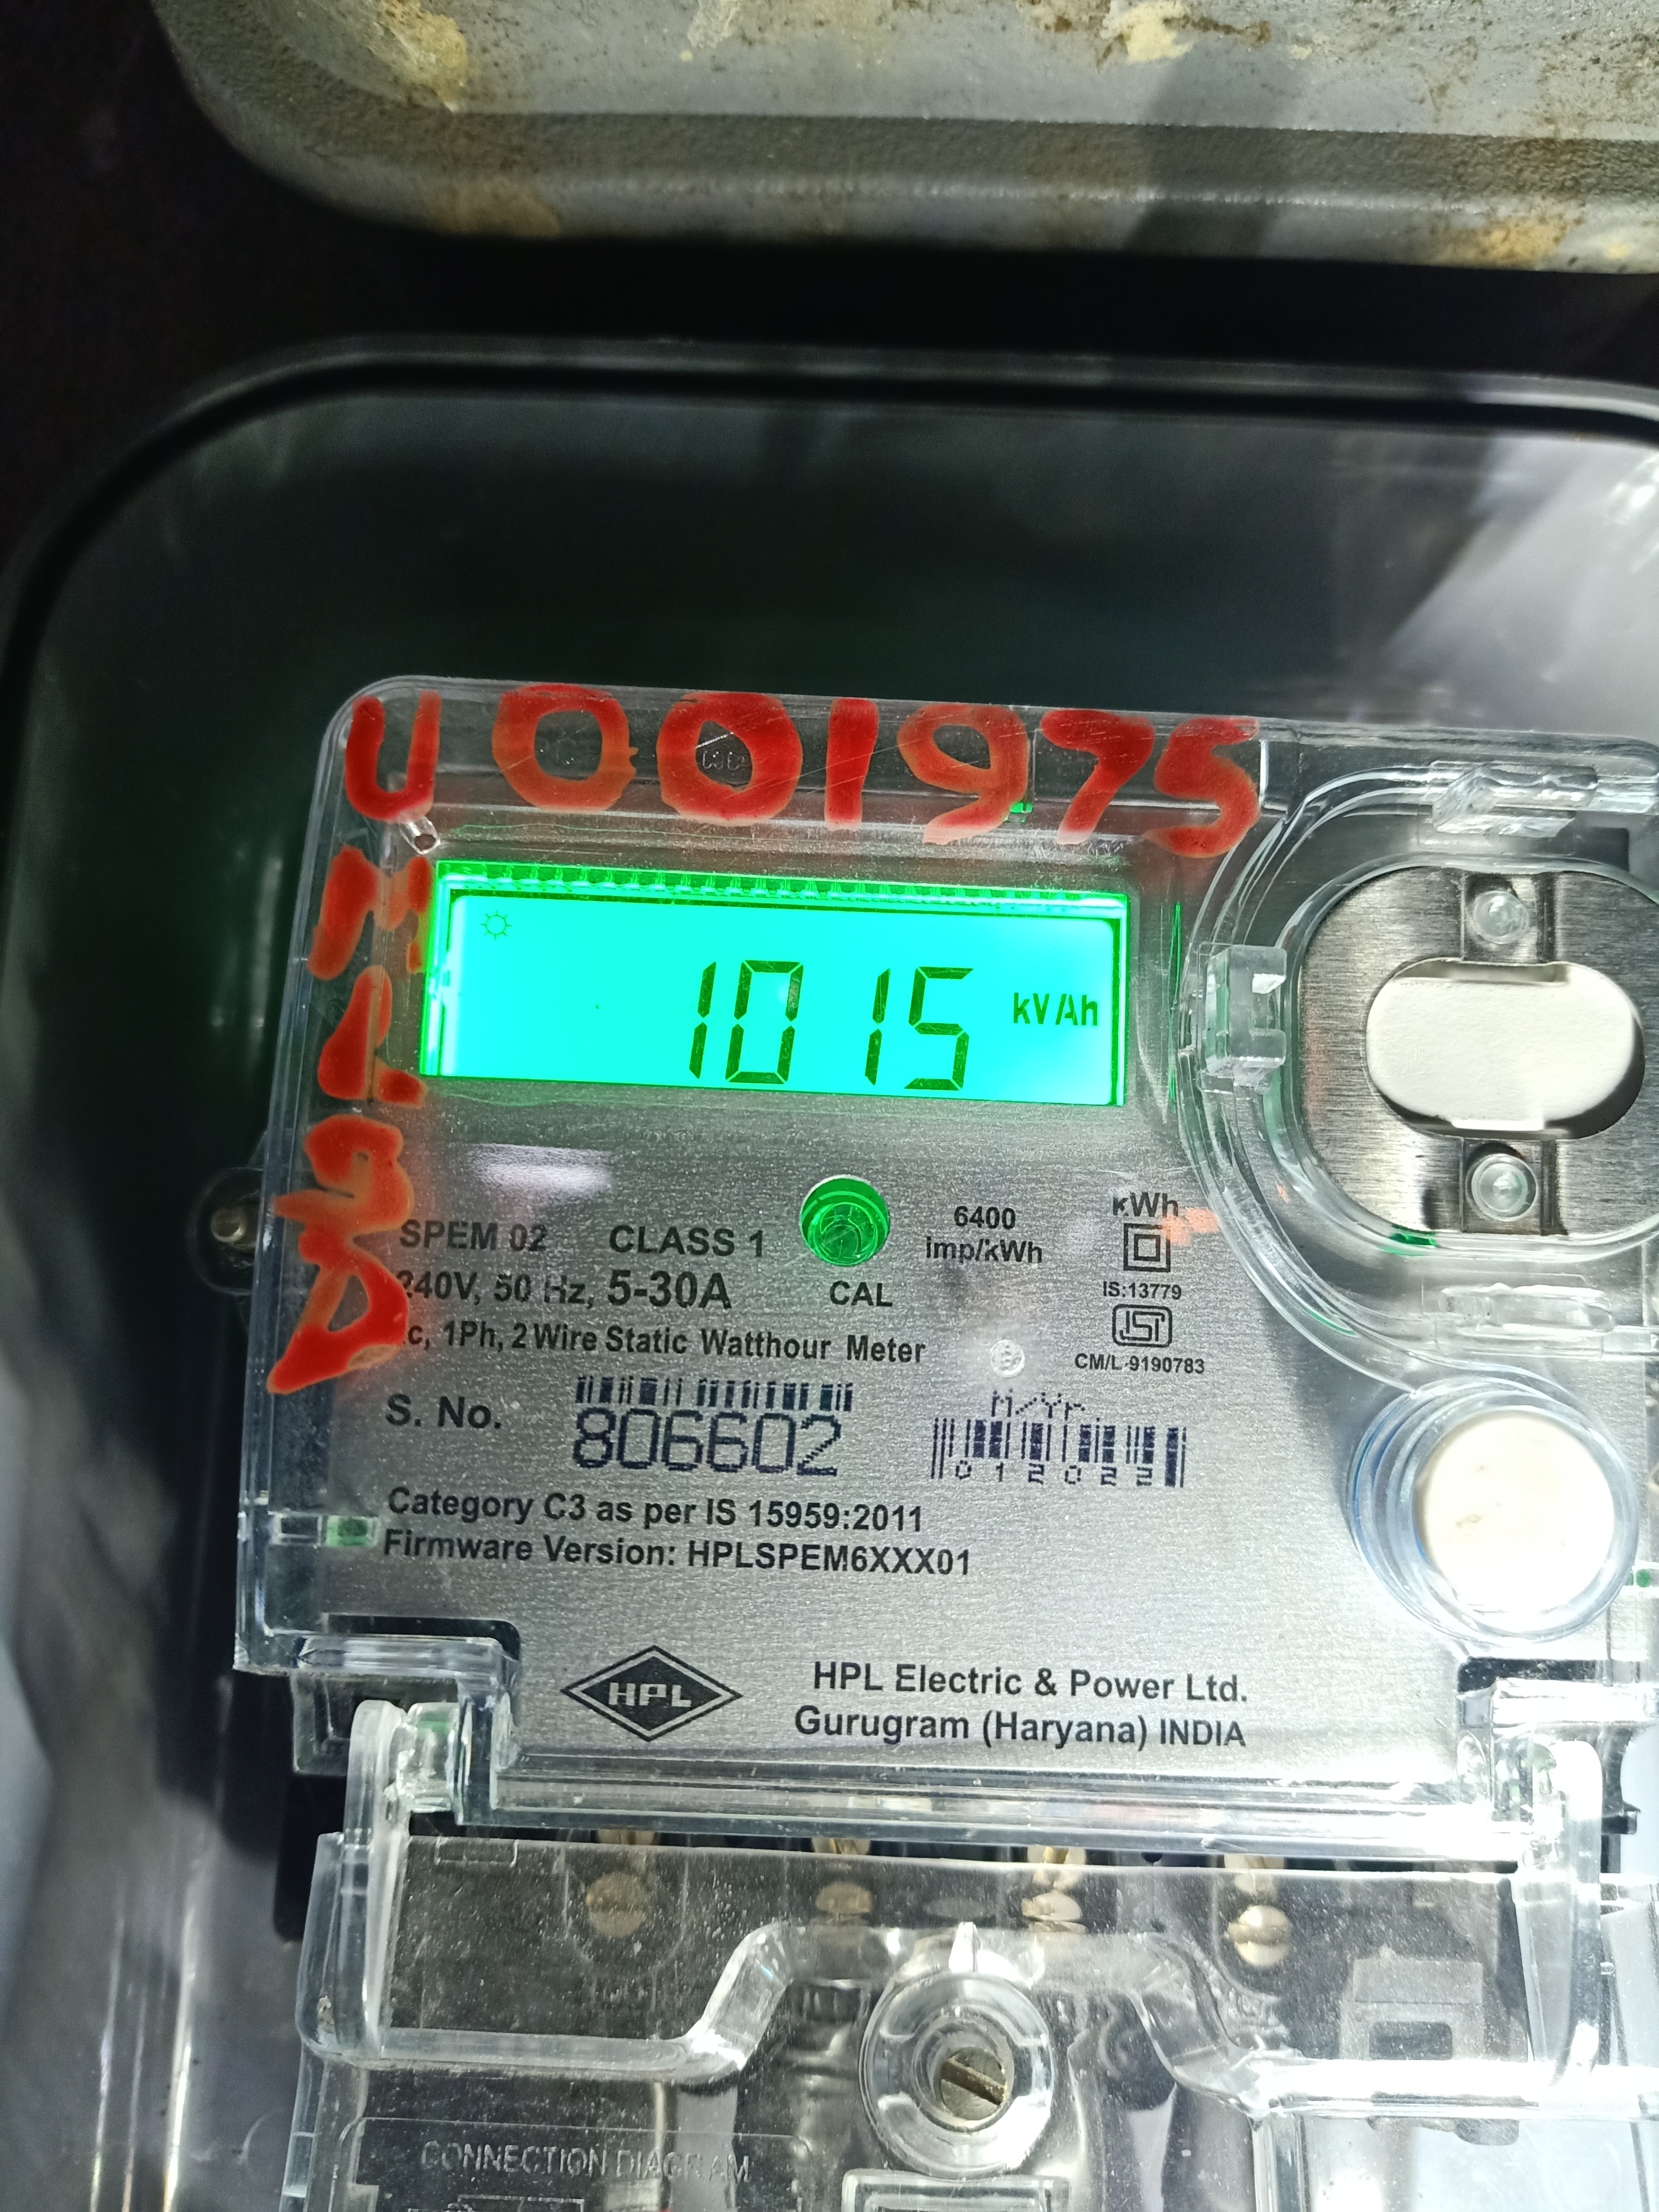 U001975
1015 kVAh
SPEM 02 CLASS 1
6400
imp/kWh
kWh
240V, 50 Hz, 5-30A
CAL
IS:13779
ISI
CM/L-9190783
1Ph, 2 Wire Static Watthour Meter
S. No.
806602
M/Yr
012022
Category C3 as per IS 15959:2011
Firmware Version: HPLSPEM6XXX01
HPL
HPL Electric & Power Ltd.
Gurugram (Haryana) INDIA
CONNECTION DIAGRAM